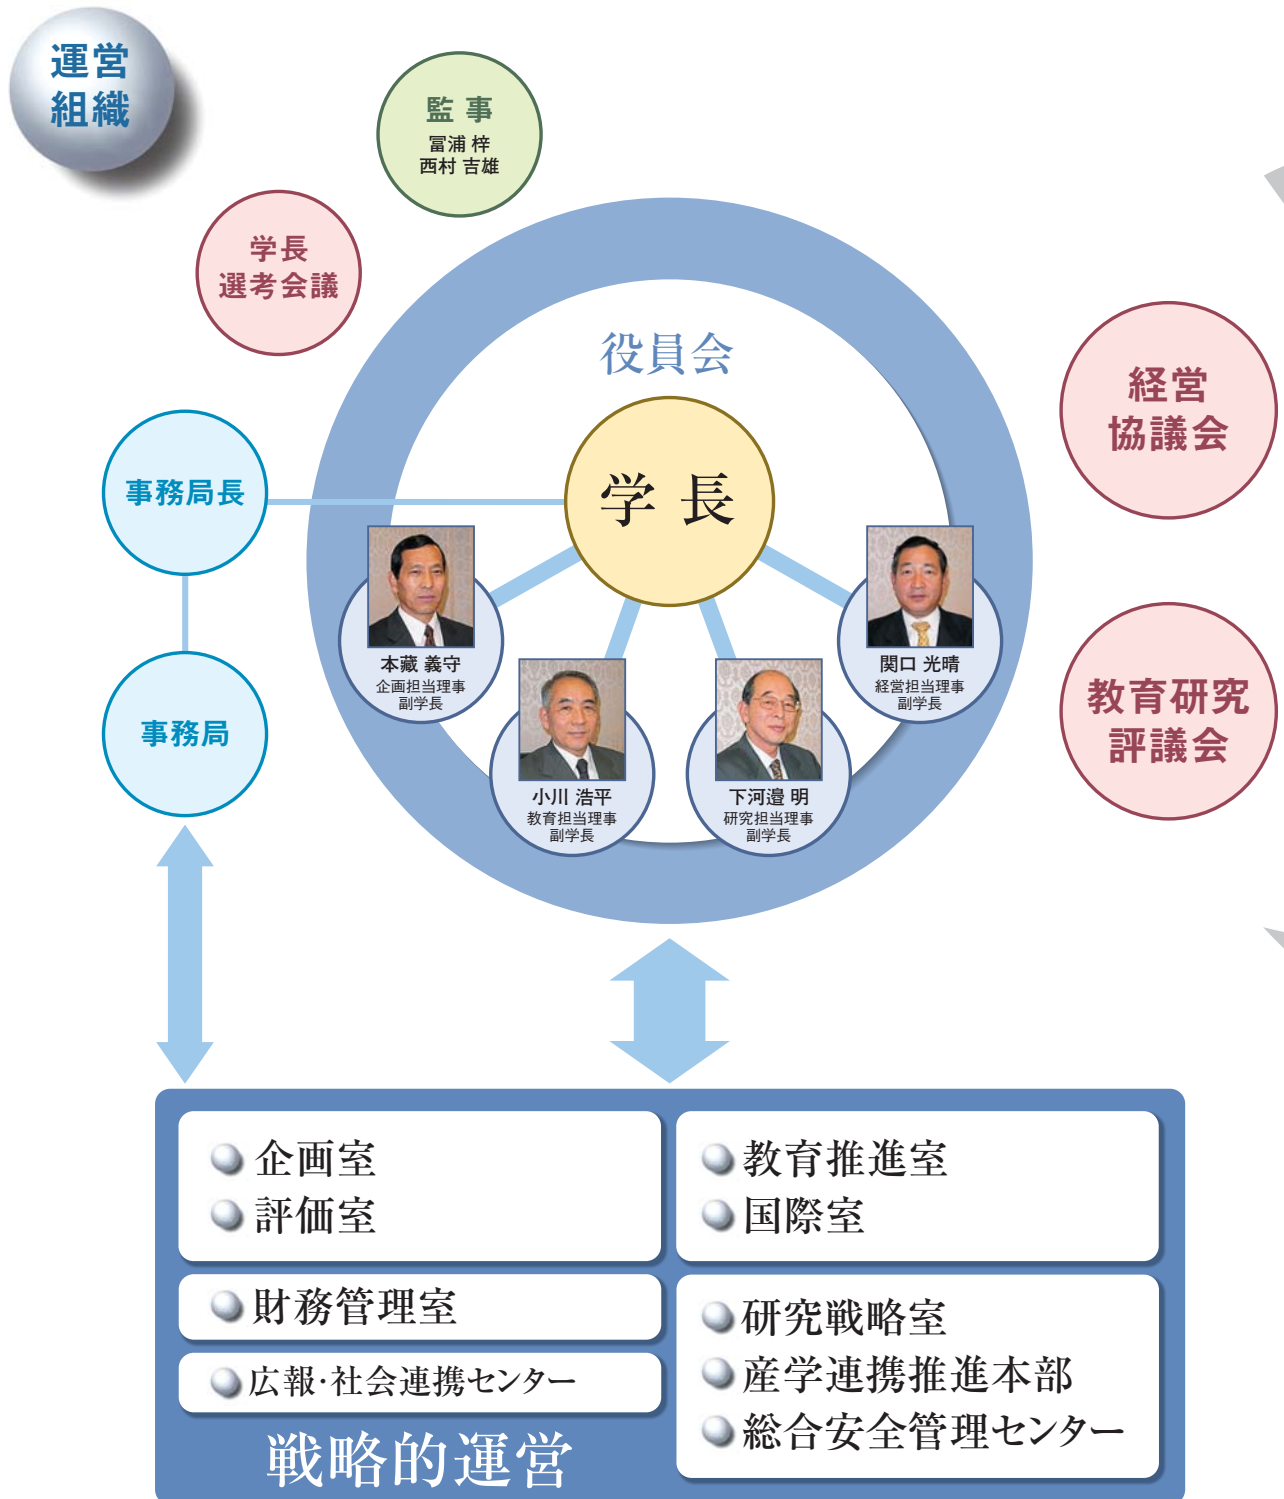 運営
組織
監 事
冨浦 梓
西村 吉雄
学長
選考会議
役員会
経営
協議会
事務局長
学 長
本藏 義守
企画担当理事
副学長
関口 光晴
経営担当理事
副学長
教育研究
評議会
事務局
小川 浩平
教育担当理事
副学長
下河邉 明
研究担当理事
副学長
企画室
評価室
財務管理室
広報・社会連携センター
教育推進室
国際室
研究戦略室
産学連携推進本部
総合安全管理センター
戦略的運営